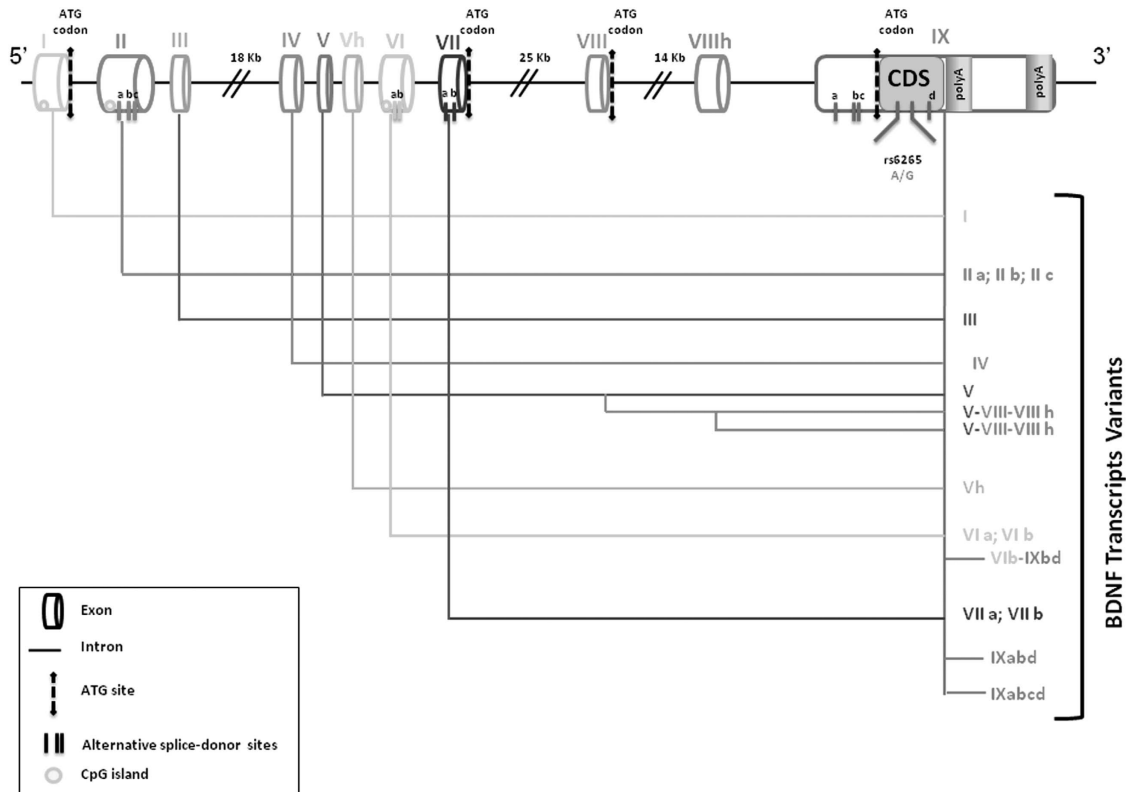 ATG codon
ATG codon
ATG codon
ATG codon
5’
I
II
III
18 Kb
IV
V
Vh
VI
VII
25 Kb
VIII
14 Kb
VIIIh
IX
3’
a bc
ab
a b
a
bc
CDS
d
polyA
polyA
rs6265
A/G
I
II a; II b; II c
III
IV
V
V-VIII-VIII h
V-VIII-VIII h
Vh
VI a; VI b
VIb-IXbd
VII a; VII b
IXabd
IXabcd
BDNF Transcripts Variants
Exon
Intron
ATG site
Alternative splice-donor sites
CpG island